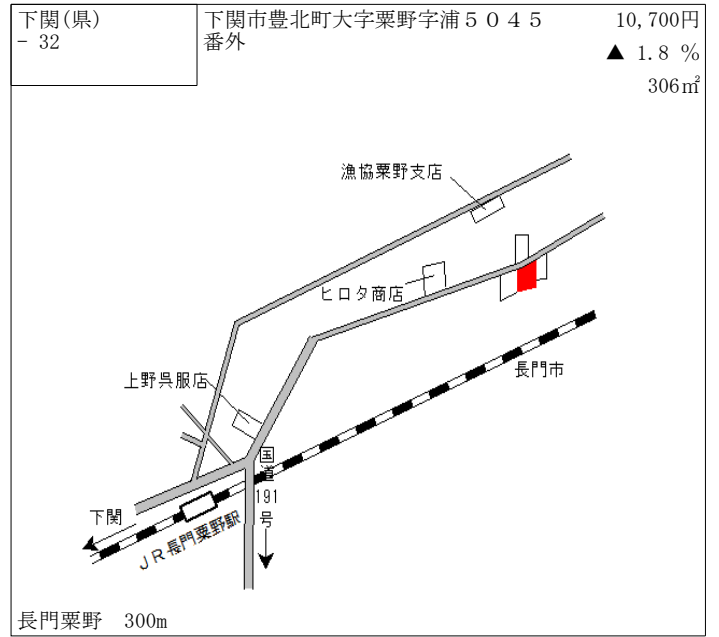 下関(県)
- 32
下関市豊北町大字粟野字浦５０４５
番外
10,700円
▲ 1.8 %
306㎡
漁協粟野支店
ヒロタ商店
長門市
上野呉服店
国道191号
下関
ＪＲ長門粟野駅
長門粟野　300m